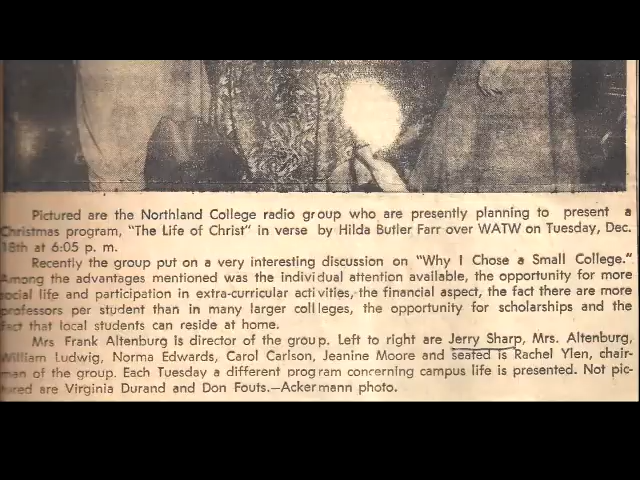 Pictured are the Northland College radio group who are presently planning to present a
Christmas program, "The Life of Christ" in verse by Hilda Butler Farr over WATW on Tuesday, Dec.
18th at 6:05 p. m.
Recently the group put on a very interesting discussion on "Why I Chose a Small College."
Among the advantages mentioned was the individual attention available, the opportunity for more
social life and participation in extra-curricular activities, the financial aspect, the fact there are more
professors per student than in many larger colleges, the opportunity for scholarships and the
fact that local students can reside at home.
Mrs Frank Altenburg is director of the group. Left to right are Jerry Sharp, Mrs. Altenburg,
William Ludwig, Norma Edwards, Carol Carlson, Jeanine Moore and seated is Rachel Ylen, chair-
man of the group. Each Tuesday a different program concerning campus life is presented. Not pic-
tured are Virginia Durand and Don Fouts.—Ackermann photo.